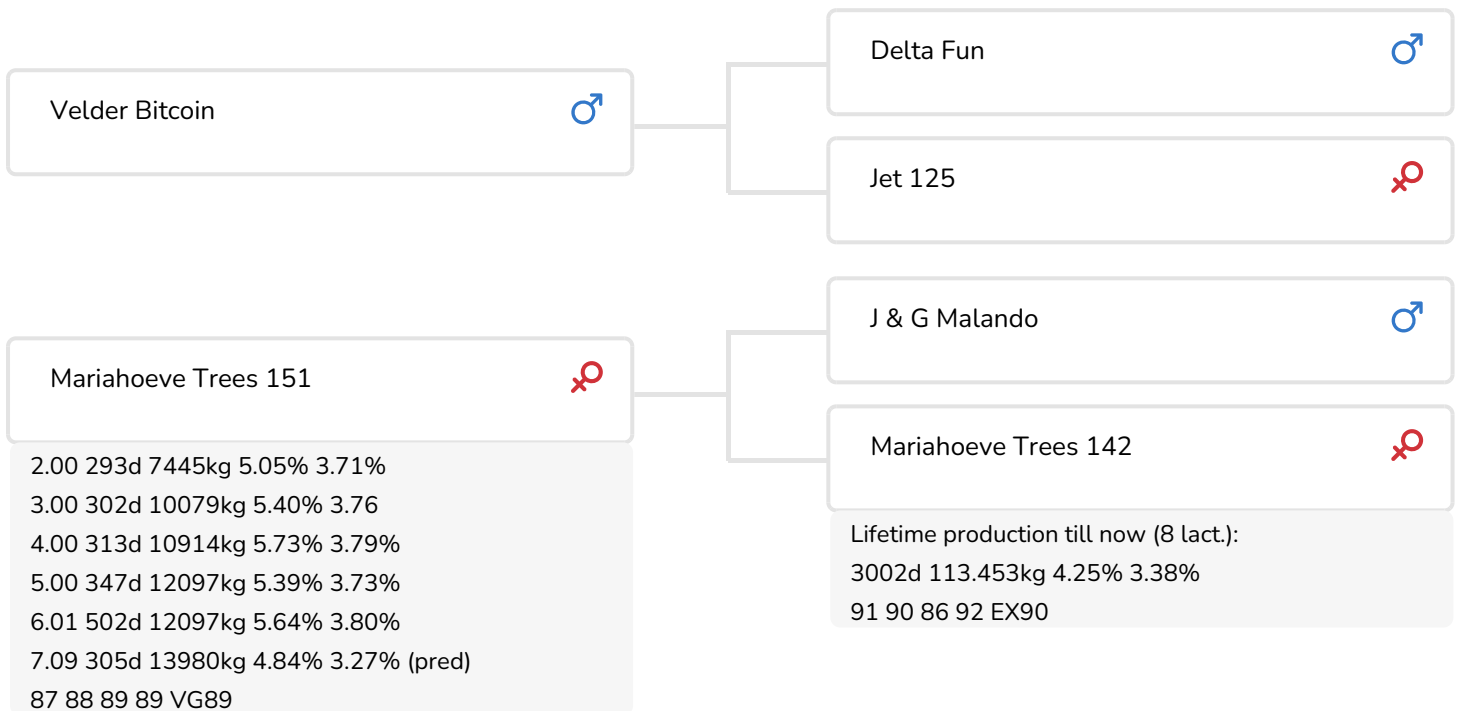 Velder Bitcoin
Delta Fun
Jet 125
Mariahoeve Trees 151
2.00 293d 7445kg 5.05% 3.71%
3.00 302d 10079kg 5.40% 3.76
4.00 313d 10914kg 5.73% 3.79%
5.00 347d 12097kg 5.39% 3.73%
6.01 502d 12097kg 5.64% 3.80%
7.09 305d 13980kg 4.84% 3.27% (pred)
87 88 89 89 VG89
J & G Malando
Mariahoeve Trees 142
Lifetime production till now (8 lact.):
3002d 113.453kg 4.25% 3.38%
91 90 86 92 EX90